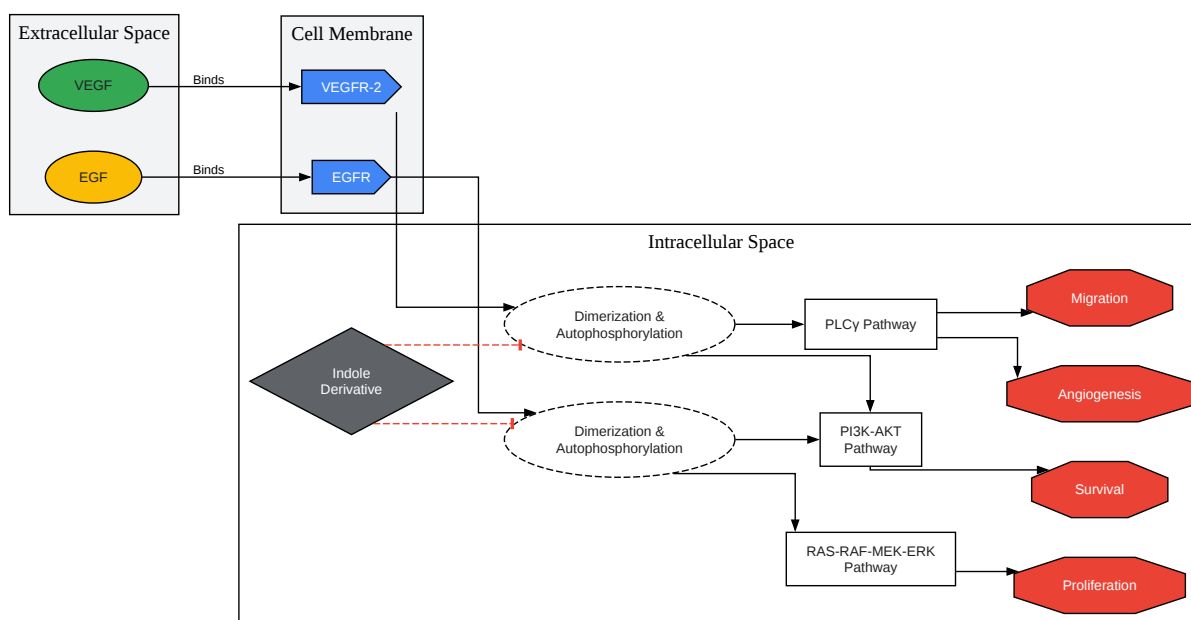 Extracellular Space
Cell Membrane
VEGF
Binds
VEGFR-2
EGF
Binds
EGFR
Intracellular Space
Migration
Dimerization &
Autophosphorylation
PLCγ Pathway
Indole
Derivative
Angiogenesis
Dimerization &
Autophosphorylation
PI3K-AKT
Pathway
Survival
RAS-RAF-MEK-ERK
Pathway
Proliferation